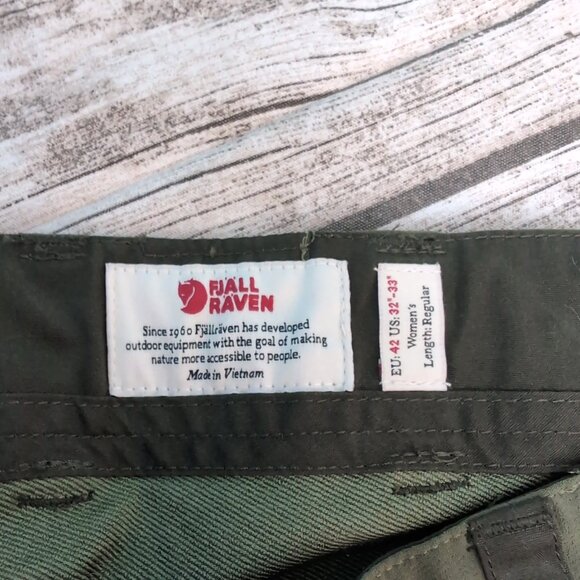 FJÄLL
RÄVEN
Since 1960 Fjällräven has developed
outdoor equipment with the goal of making
nature more accessible to people.
Made in Vietnam
EU: 42 US: 32"-33"
Women's
Length: Regular